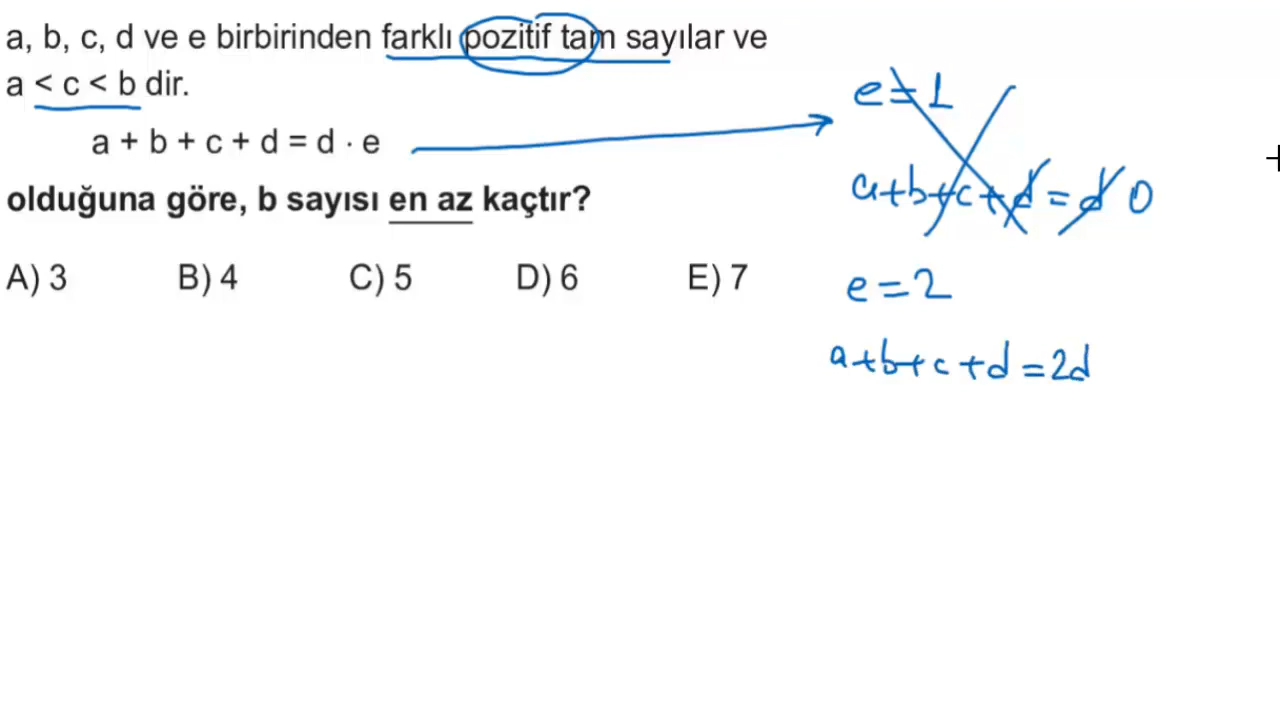 a, b, c, d ve e birbirinden farklı pozitif tam sayılar ve
a < c < b dir.
a + b + c + d = d · e
olduğuna göre, b sayısı en az kaçtır?
A) 3 B) 4 C) 5 D) 6 E) 7
e = 1
a+b+c+d = d 0
e = 2
a+b+c+d = 2d